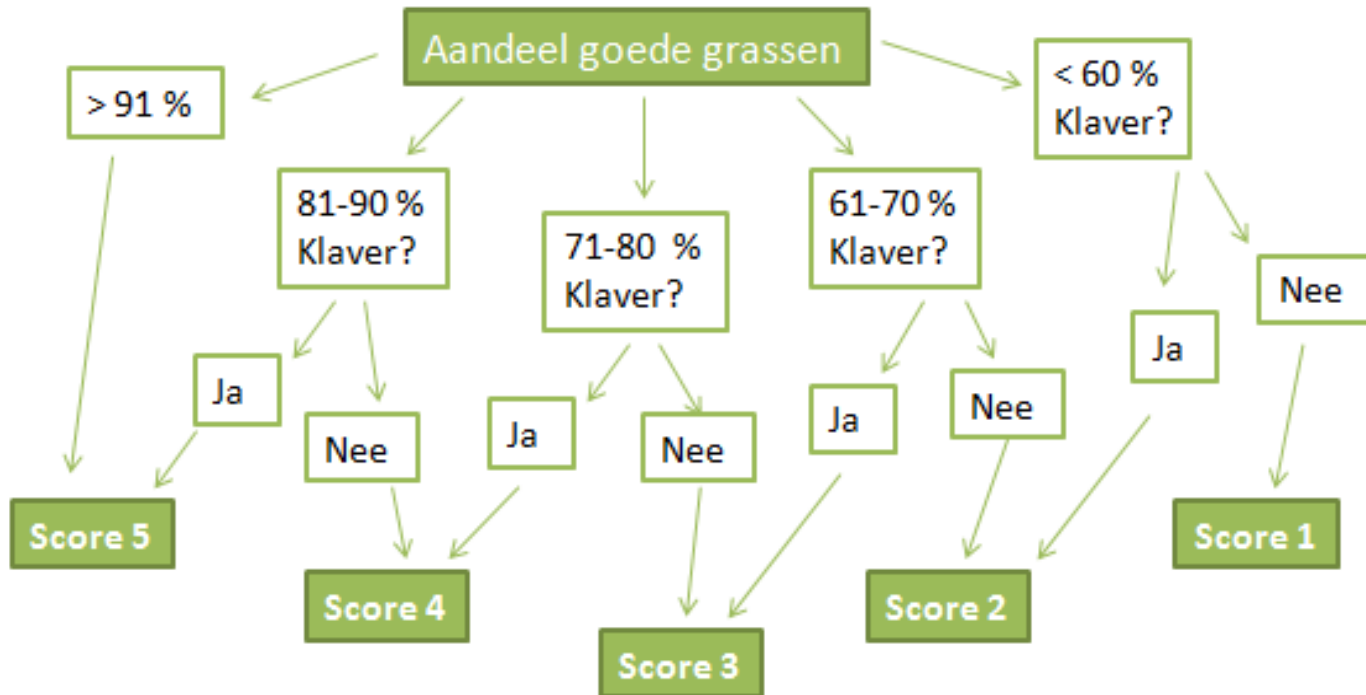 Aandeel goede grassen
> 91 %
81-90 %
Klaver?
71-80 %
Klaver?
61-70 %
Klaver?
< 60 %
Klaver?
Ja
Nee
Ja
Nee
Ja
Nee
Ja
Nee
Score 5
Score 4
Score 3
Score 2
Score 1